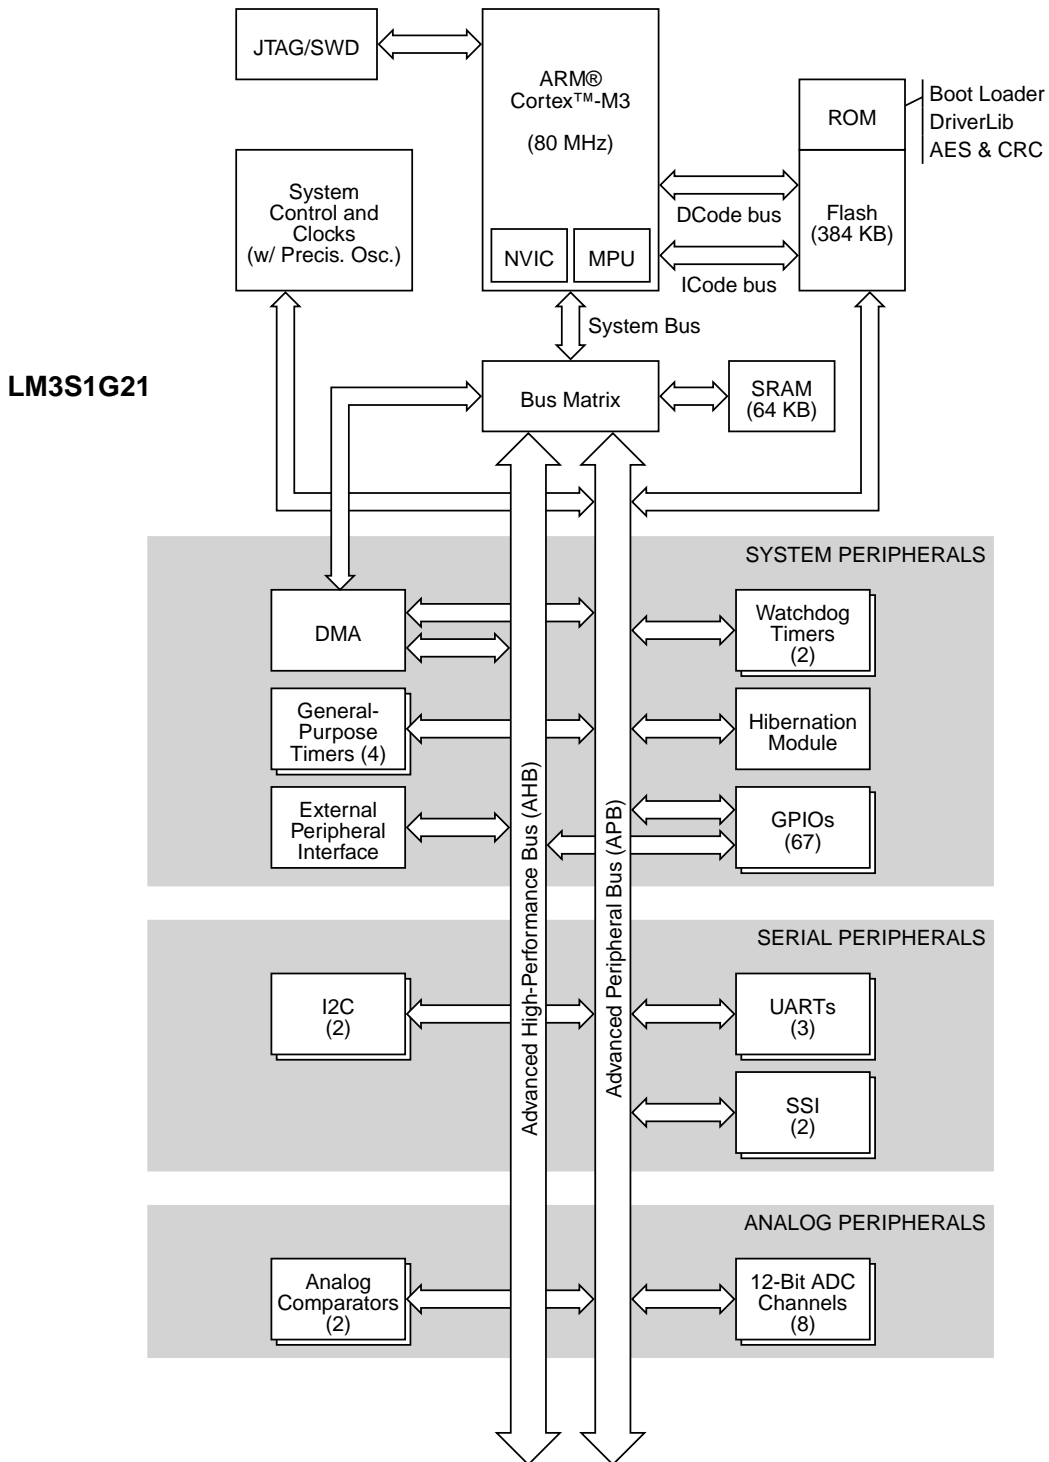 JTAG/SWD
ARM®
Cortex™-M3
(80 MHz)
NVIC
MPU
ROM
Boot Loader
DriverLib
AES & CRC
System
Control and
Clocks
(w/ Precis. Osc.)
DCode bus
ICode bus
Flash
(384 KB)
System Bus
LM3S1G21
Bus Matrix
SRAM
(64 KB)
SYSTEM PERIPHERALS
DMA
Watchdog
Timers
(2)
General-
Purpose
Timers (4)
Hibernation
Module
External
Peripheral
Interface
GPIOs
(67)
Advanced High-Performance Bus (AHB)
Advanced Peripheral Bus (APB)
SERIAL PERIPHERALS
I2C
(2)
UARTs
(3)
SSI
(2)
ANALOG PERIPHERALS
Analog
Comparators
(2)
12-Bit ADC
Channels
(8)